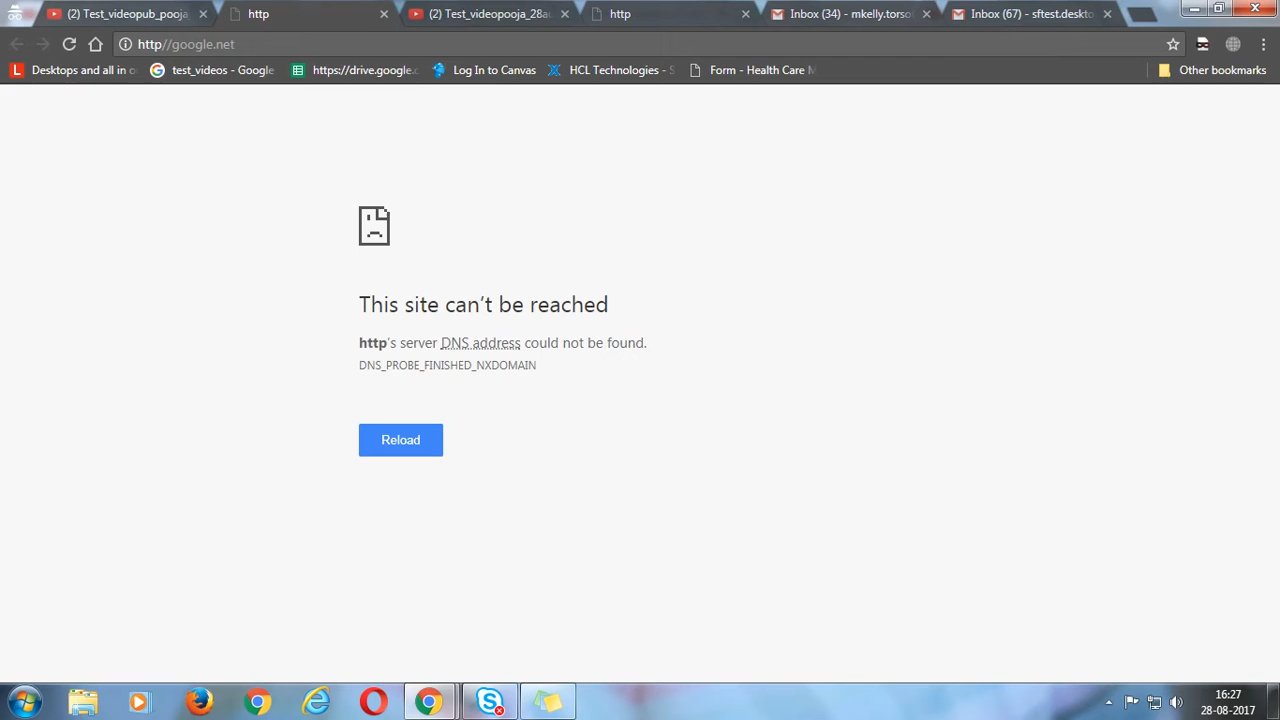 (2) Test_videopub_pooja
http
(2) Test_videopooja_28au
http
Inbox (34) - mkelly.torsof
Inbox (67) - sftest.deskto
http//google.net
Desktops and all in o
test_videos - Google
https://drive.google.c
Log In to Canvas
HCL Technologies - S
Form - Health Care M
Other bookmarks
This site can't be reached
http's server DNS address could not be found.
DNS_PROBE_FINISHED_NXDOMAIN
Reload
16:27
28-08-2017